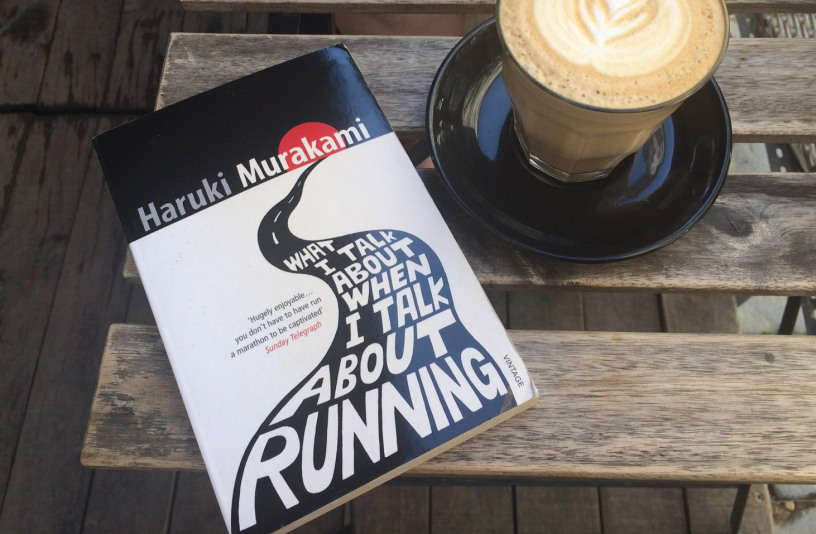 Haruki Murakami
WHAT
I TALK
ABOUT
WHEN
I TALK
ABOUT
RUNNING
'Hugely enjoyable…
you don't have to have run
a marathon to be captivated'
Sunday Telegraph
VINTAGE